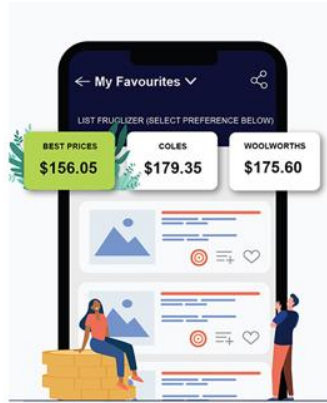 My Favourites
LIST FRUGLIZER (SELECT PREFERENCE BELOW)
BEST PRICES
$156.05
COLES
$179.35
WOOLWORTHS
$175.60